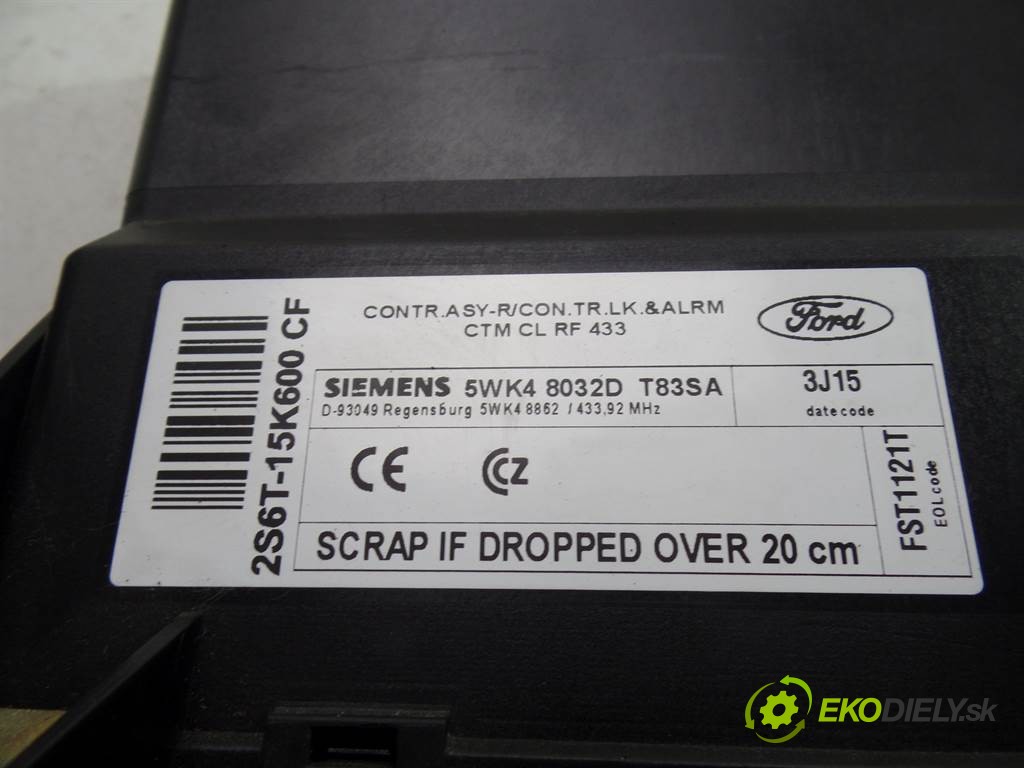 CONTR.ASY-R/CON.TR.LK.&ALRM
CTM CL RF 433
Ford
2S6T-15K600 CF
SIEMENS 5WK4 8032D T83SA
D-93049 Regensburg 5WK4 8862 / 433,92 MHz
3J15
datecode
CE
CZ
FST1121T
EOL code
SCRAP IF DROPPED OVER 20 cm
EKODIELY.sk